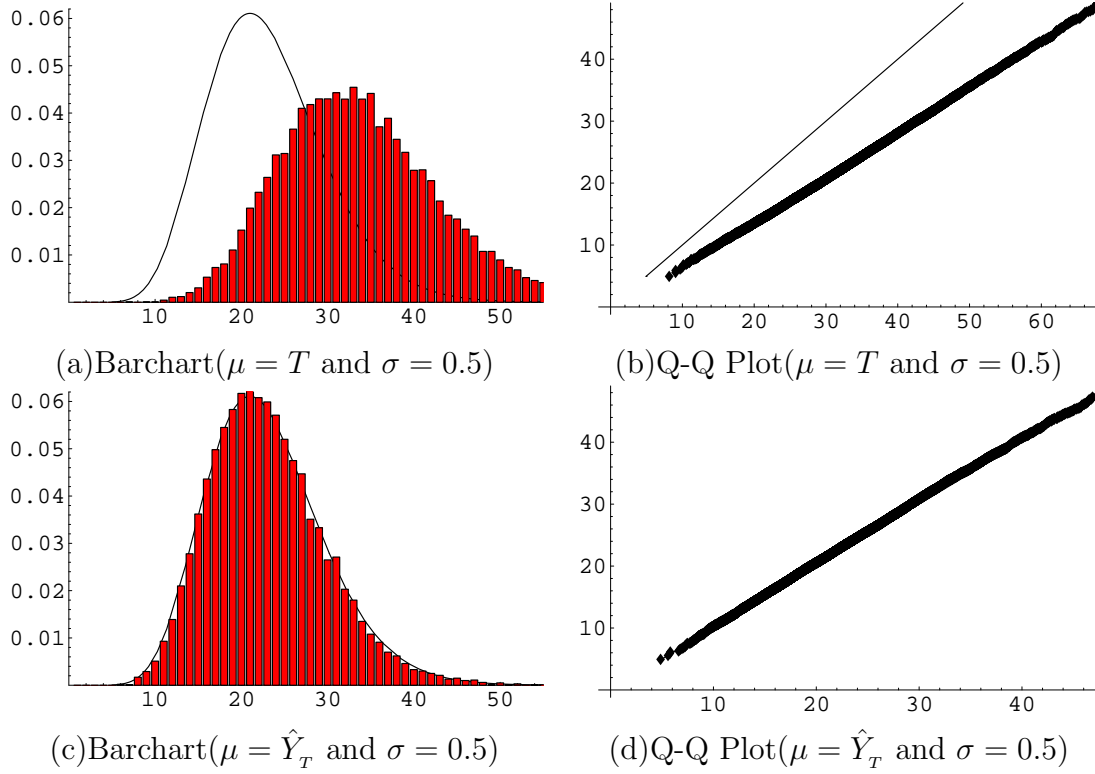 0.06
0.05
0.04
0.03
0.02
0.01
10 20 30 40 50
40
30
20
10
10 20 30 40 50 60
(a)Barchart(μ = T and σ = 0.5)
(b)Q-Q Plot(μ = T and σ = 0.5)
0.06
0.05
0.04
0.03
0.02
0.01
10 20 30 40 50
40
30
20
10
10 20 30 40
(c)Barchart(μ = Ŷ_T and σ = 0.5)
(d)Q-Q Plot(μ = Ŷ_T and σ = 0.5)